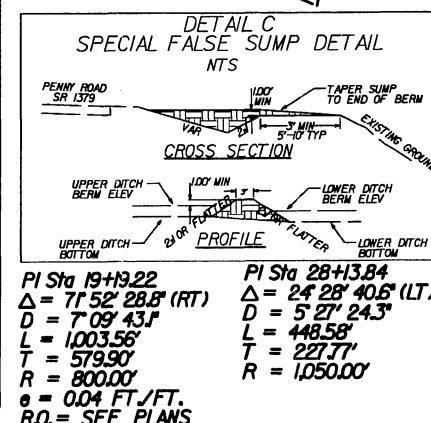 DETAIL C
SPECIAL FALSE SUMP DETAIL
NTS
PENNY ROAD
SR 1379
1.00'
MIN
TAPER SUMP
TO END OF BERM
VAR
2:1
3' MIN
5'-10' TYP
EXISTING GROUND
CROSS SECTION
UPPER DITCH
BERM ELEV
1.00' MIN
3'
LOWER DITCH
BERM ELEV
2:1 OR FLATTER
FLATTER
UPPER DITCH
BOTTOM
PROFILE
LOWER DITCH
BOTTOM
PI Sta 19+19.22
Δ = 71° 52' 28.8" (RT)
D = 7° 09' 43.1"
L = 1,003.56'
T = 579.90'
R = 800.00'
e = 0.04 FT./FT.
R.O. = SEE PLANS
PI Sta 28+13.84
Δ = 24° 28' 40.6" (LT)
D = 5° 27' 24.3"
L = 448.58'
T = 227.77'
R = 1,050.00'